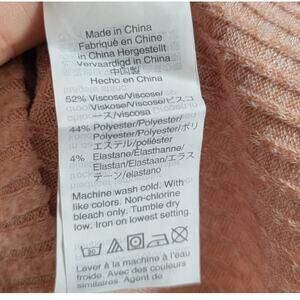 Made in China
Fabriqué en Chine
in China Hergestellt
Vervaardigd in China
中国製
Hecho en China
52% Viscose/Viscose/
Viskose/Viscose/ビスコ
ース/Viscosa
44% Polyester/Polyester/
Polyester/Polyester/ポリ
エステル/poliéster
4% Elastane/Élasthanne/
Elastan/Elastaan/エラス
テーン/elastano
Machine wash cold. With
like colors. Non-chlorine
bleach only. Tumble dry
low. Iron on lowest setting.
Laver à la machine à l'eau
froide. Avec des couleurs
similaires. Agent de